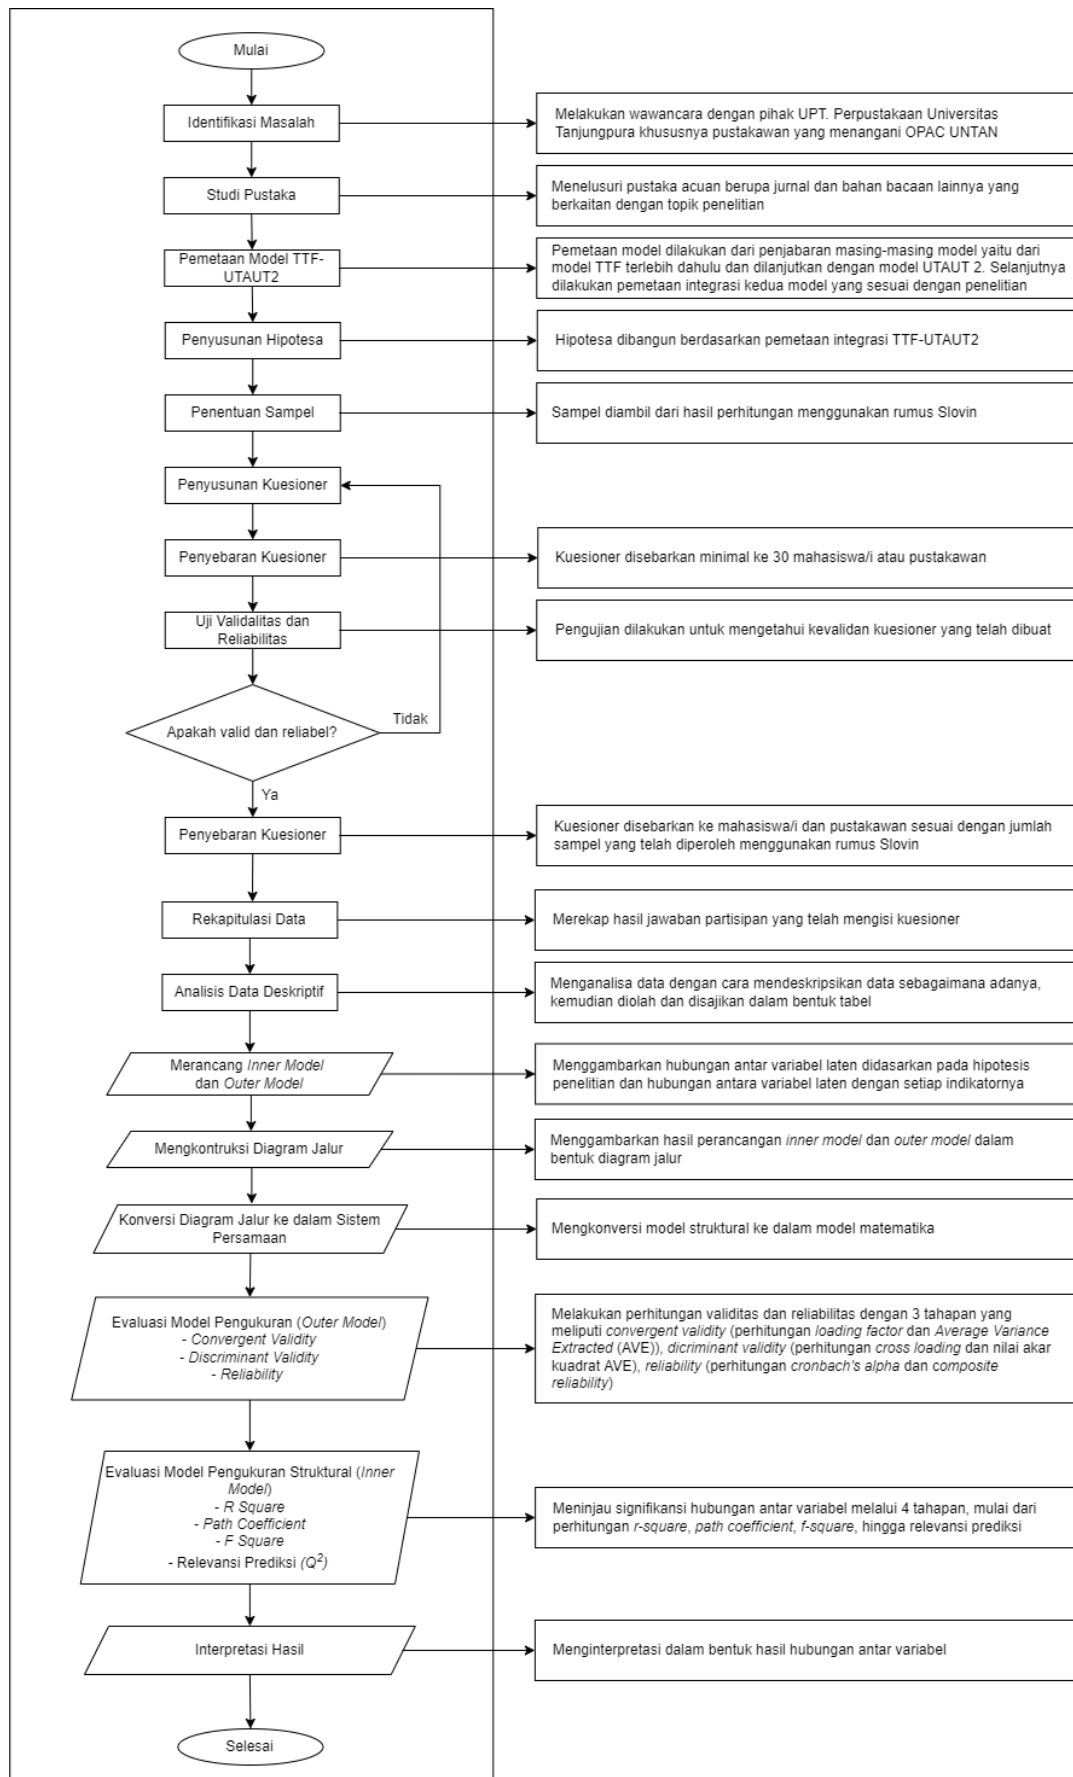 Mulai
Identifikasi Masalah
Melakukan wawancara dengan pihak UPT. Perpustakaan Universitas
Tanjungpura khususnya pustakawan yang menangani OPAC UNTAN
Studi Pustaka
Menelusuri pustaka acuan berupa jurnal dan bahan bacaan lainnya yang
berkaitan dengan topik penelitian
Pemetaan Model TTF-
UTAUT2
Pemetaan model dilakukan dari penjabaran masing-masing model yaitu dari
model TTF terlebih dahulu dan dilanjutkan dengan model UTAUT 2. Selanjutnya
dilakukan pemetaan integrasi kedua model yang sesuai dengan penelitian
Penyusunan Hipotesa
Hipotesa dibangun berdasarkan pemetaan integrasi TTF-UTAUT2
Penentuan Sampel
Sampel diambil dari hasil perhitungan menggunakan rumus Slovin
Penyusunan Kuesioner
Penyebaran Kuesioner
Kuesioner disebarkan minimal ke 30 mahasiswa/i atau pustakawan
Uji Validalitas dan
Reliabilitas
Pengujian dilakukan untuk mengetahui kevalidan kuesioner yang telah dibuat
Apakah valid dan reliabel?
Tidak
Ya
Penyebaran Kuesioner
Kuesioner disebarkan ke mahasiswa/i dan pustakawan sesuai dengan jumlah
sampel yang telah diperoleh menggunakan rumus Slovin
Rekapitulasi Data
Merekap hasil jawaban partisipan yang telah mengisi kuesioner
Analisis Data Deskriptif
Menganalisa data dengan cara mendeskripsikan data sebagaimana adanya,
kemudian diolah dan disajikan dalam bentuk tabel
Merancang Inner Model
dan Outer Model
Menggambarkan hubungan antar variabel laten didasarkan pada hipotesis
penelitian dan hubungan antara variabel laten dengan setiap indikatornya
Mengkontruksi Diagram Jalur
Menggambarkan hasil perancangan inner model dan outer model dalam
bentuk diagram jalur
Konversi Diagram Jalur ke dalam Sistem
Persamaan
Mengkonversi model struktural ke dalam model matematika
Evaluasi Model Pengukuran (Outer Model)
- Convergent Validity
- Discriminant Validity
- Reliability
Melakukan perhitungan validitas dan reliabilitas dengan 3 tahapan yang
meliputi convergent validity (perhitungan loading factor dan Average Variance
Extracted (AVE)), dicriminant validity (perhitungan cross loading dan nilai akar
kuadrat AVE), reliability (perhitungan cronbach's alpha dan composite
reliability)
Evaluasi Model Pengukuran Struktural (Inner
Model)
- R Square
- Path Coefficient
- F Square
- Relevansi Prediksi (Q²)
Meninjau signifikansi hubungan antar variabel melalui 4 tahapan, mulai dari
perhitungan r-square, path coefficient, f-square, hingga relevansi prediksi
Interpretasi Hasil
Menginterpretasi dalam bentuk hasil hubungan antar variabel
Selesai